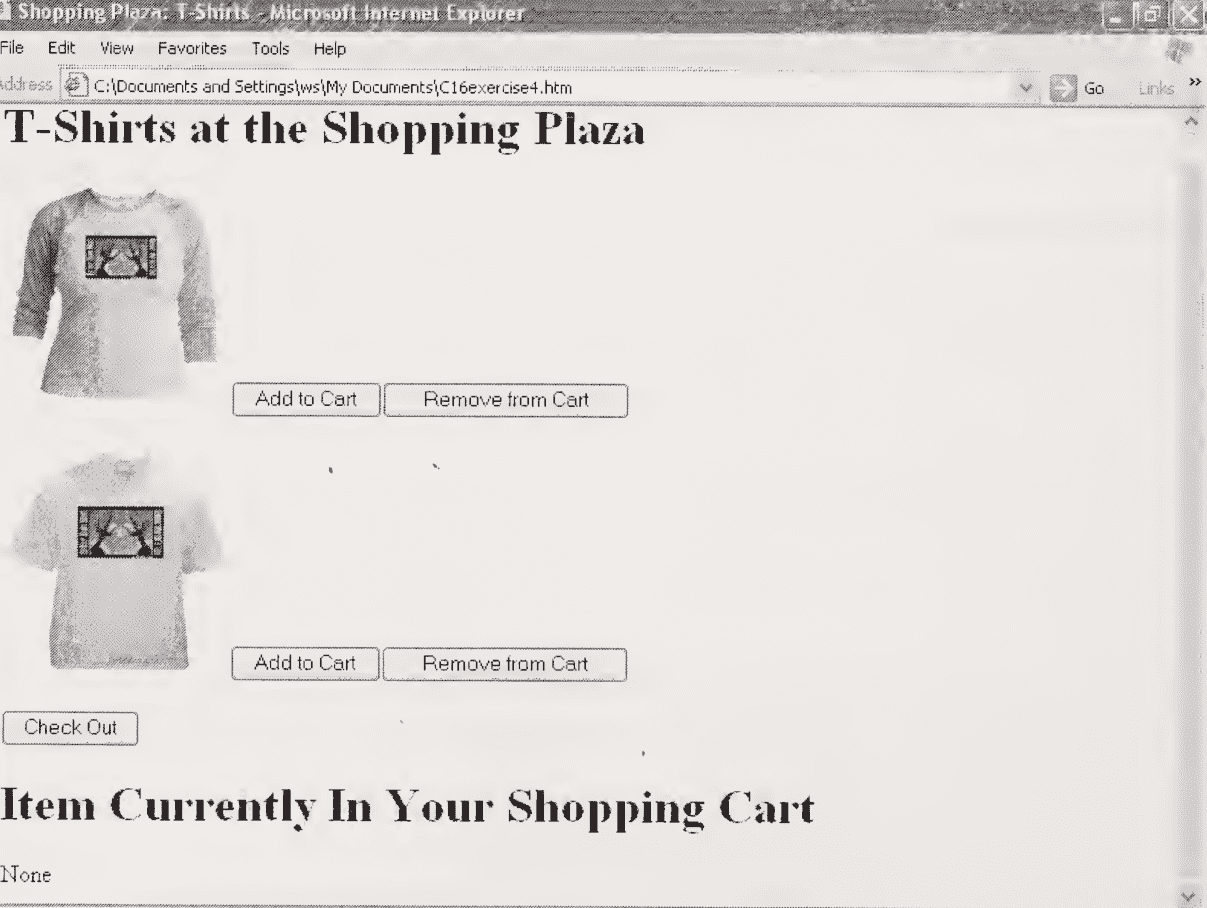 Shopping Plaza: T-Shirts - Microsoft Internet Explorer
File Edit View Favorites Tools Help
Address C:\Documents and Settings\ws\My Documents\C16exercise4.htm Go Links »
T-Shirts at the Shopping Plaza
Add to Cart Remove from Cart
Add to Cart Remove from Cart
Check Out
Item Currently In Your Shopping Cart
None